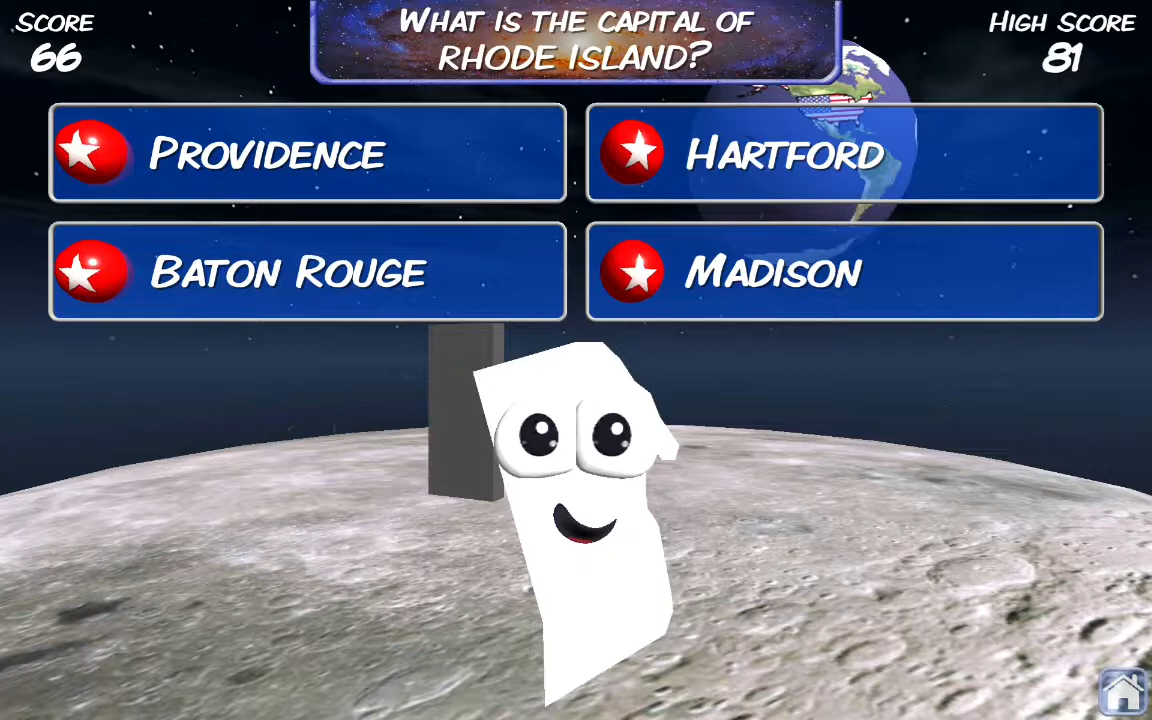 Score
66
What is the capital of
Rhode Island?
High Score
81
Providence
Hartford
Baton Rouge
Madison